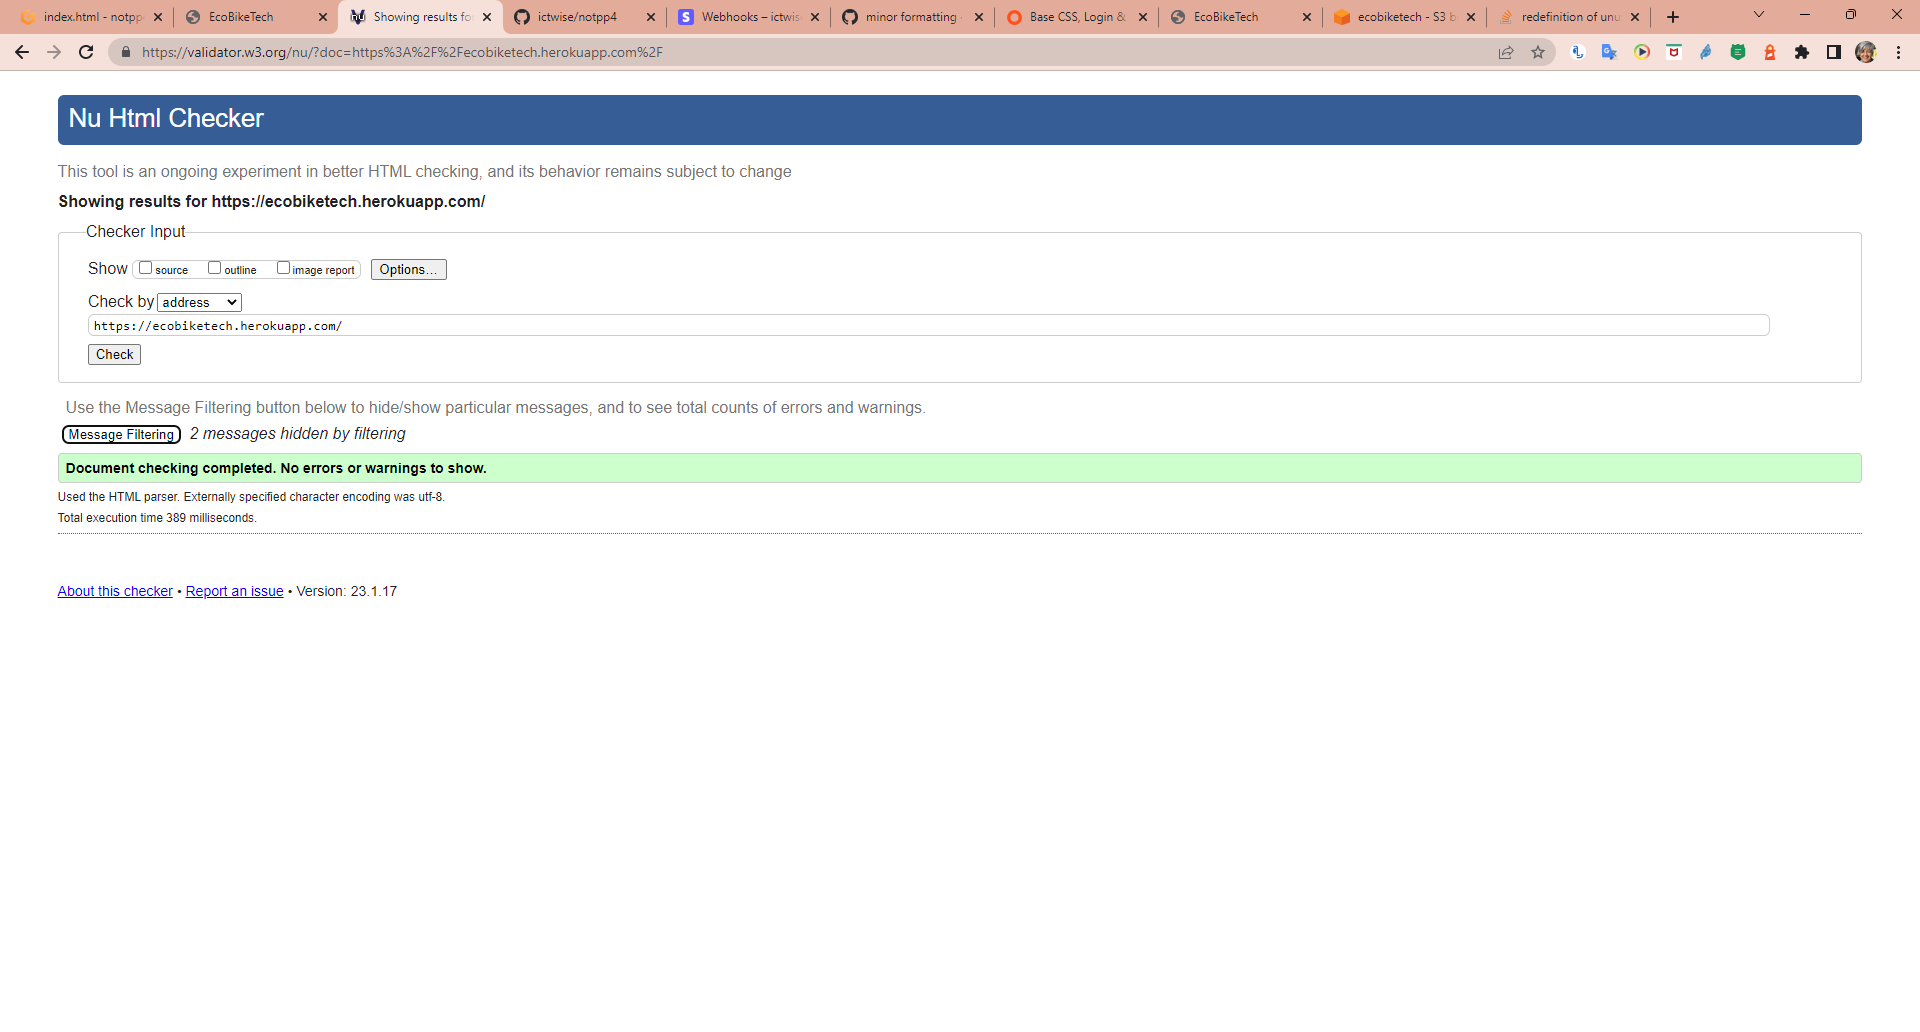 index.html - notpp
EcoBikeTech
Showing results fo
ictwise/notpp4
Webhooks – ictwis
minor formatting
Base CSS, Login &
EcoBikeTech
ecobiketech - S3 b
redefinition of unu
https://validator.w3.org/nu/?doc=https%3A%2F%2Fecobiketech.herokuapp.com%2F
Nu Html Checker
This tool is an ongoing experiment in better HTML checking, and its behavior remains subject to change
Showing results for https://ecobiketech.herokuapp.com/
Checker Input
Show source outline image report Options...
Check by address
https://ecobiketech.herokuapp.com/
Check
Use the Message Filtering button below to hide/show particular messages, and to see total counts of errors and warnings.
Message Filtering 2 messages hidden by filtering
Document checking completed. No errors or warnings to show.
Used the HTML parser. Externally specified character encoding was utf-8.
Total execution time 389 milliseconds.
About this checker • Report an issue • Version: 23.1.17